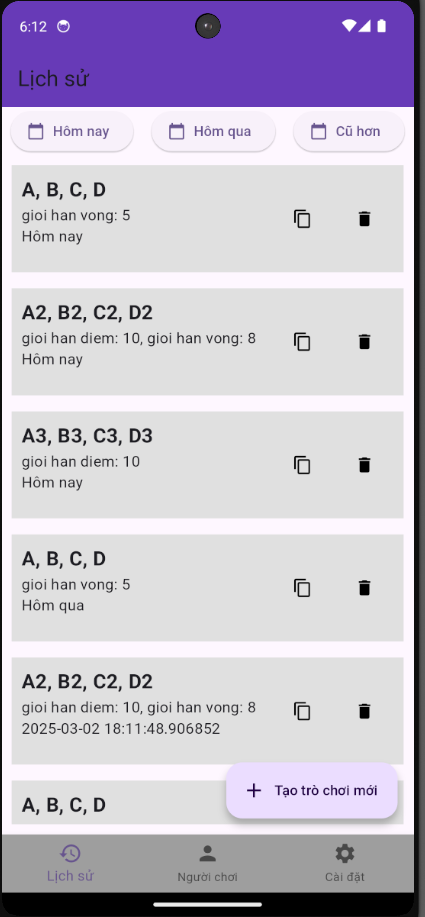 6:12
Lịch sử
Hôm nay
Hôm qua
Cũ hơn
A, B, C, D
gioi han vong: 5
Hôm nay
A2, B2, C2, D2
gioi han diem: 10, gioi han vong: 8
Hôm nay
A3, B3, C3, D3
gioi han diem: 10
Hôm nay
A, B, C, D
gioi han vong: 5
Hôm qua
A2, B2, C2, D2
gioi han diem: 10, gioi han vong: 8
2025-03-02 18:11:48.906852
A, B, C, D
Tạo trò chơi mới
Lịch sử
Người chơi
Cài đặt